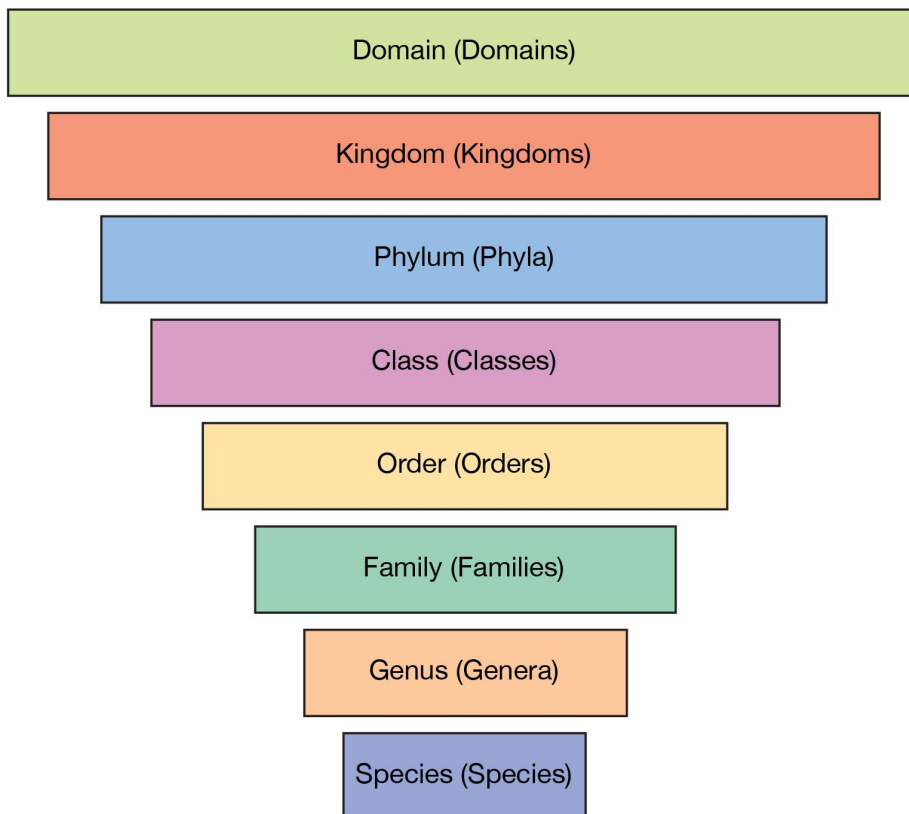 Domain (Domains)
Kingdom (Kingdoms)
Phylum (Phyla)
Class (Classes)
Order (Orders)
Family (Families)
Genus (Genera)
Species (Species)